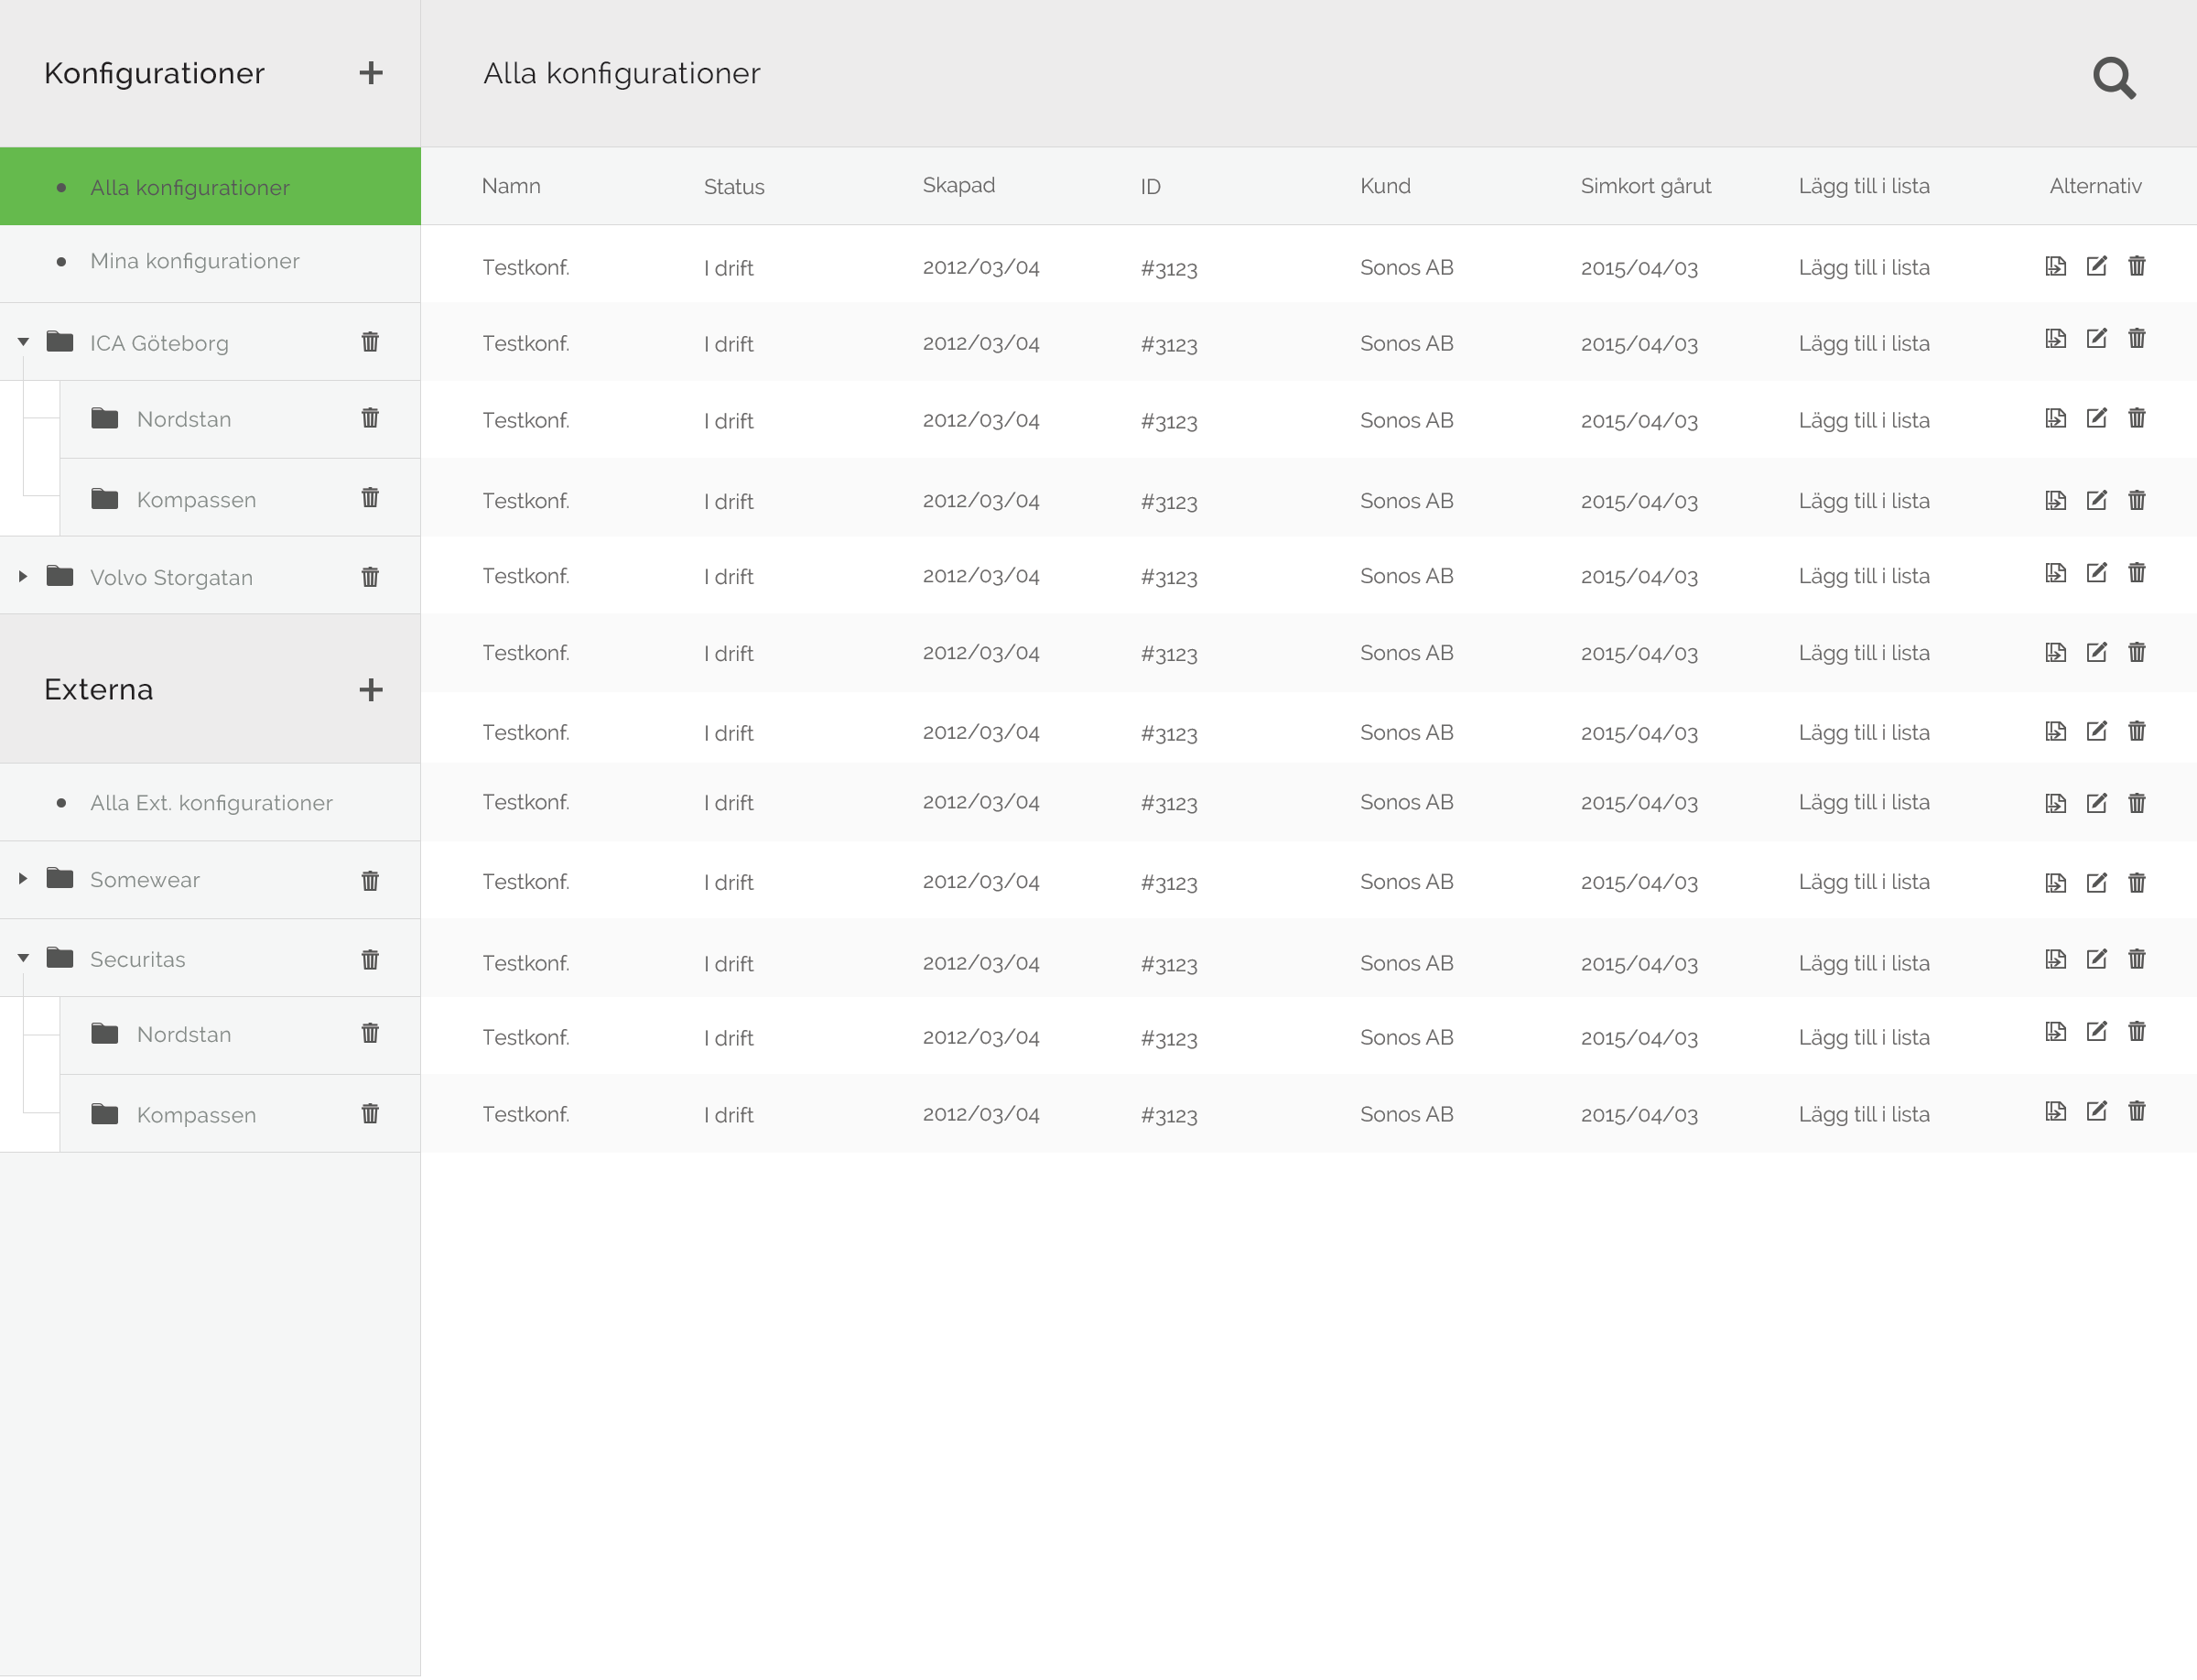 Konfigurationer
Alla konfigurationer
Alla konfigurationer
Namn Status Skapad ID Kund Simkort gårut Lägg till i lista Alternativ
Mina konfigurationer
Testkonf. I drift 2012/03/04 #3123 Sonos AB 2015/04/03 Lägg till i lista
ICA Göteborg
Testkonf. I drift 2012/03/04 #3123 Sonos AB 2015/04/03 Lägg till i lista
Nordstan
Testkonf. I drift 2012/03/04 #3123 Sonos AB 2015/04/03 Lägg till i lista
Kompassen
Testkonf. I drift 2012/03/04 #3123 Sonos AB 2015/04/03 Lägg till i lista
Volvo Storgatan
Testkonf. I drift 2012/03/04 #3123 Sonos AB 2015/04/03 Lägg till i lista
Externa
Testkonf. I drift 2012/03/04 #3123 Sonos AB 2015/04/03 Lägg till i lista
Testkonf. I drift 2012/03/04 #3123 Sonos AB 2015/04/03 Lägg till i lista
Alla Ext. konfigurationer
Testkonf. I drift 2012/03/04 #3123 Sonos AB 2015/04/03 Lägg till i lista
Somewear
Testkonf. I drift 2012/03/04 #3123 Sonos AB 2015/04/03 Lägg till i lista
Securitas
Testkonf. I drift 2012/03/04 #3123 Sonos AB 2015/04/03 Lägg till i lista
Nordstan
Testkonf. I drift 2012/03/04 #3123 Sonos AB 2015/04/03 Lägg till i lista
Kompassen
Testkonf. I drift 2012/03/04 #3123 Sonos AB 2015/04/03 Lägg till i lista